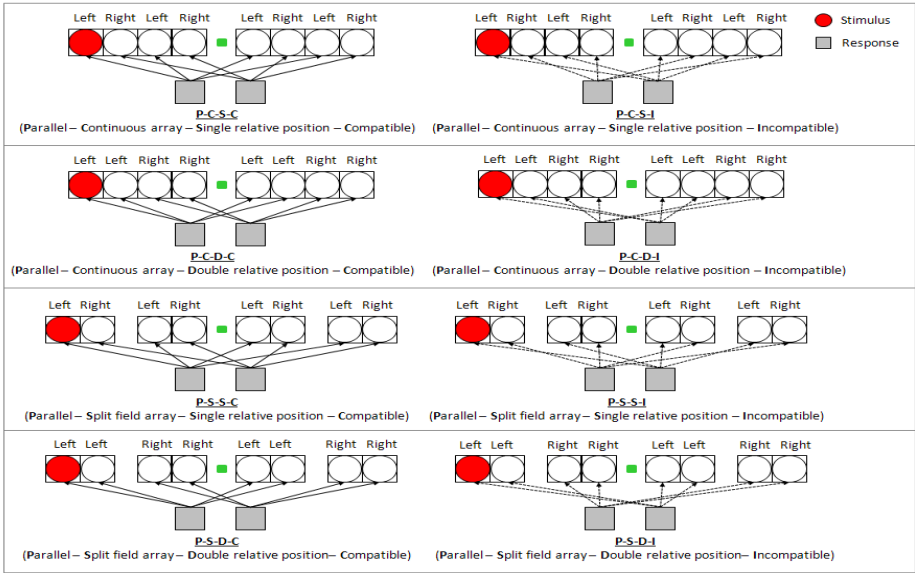 Left Right Left Right Left Right Left Right
P-C-S-C
(Parallel – Continuous array – Single relative position – Compatible)
Left Right Left Right Left Right Left Right
Stimulus
Response
P-C-S-I
(Parallel – Continuous array – Single relative position – Incompatible)
Left Left Right Right Left Left Right Right
P-C-D-C
(Parallel – Continuous array – Double relative position – Compatible)
Left Left Right Right Left Left Right Right
P-C-D-I
(Parallel – Continuous array – Double relative position – Incompatible)
Left Right Left Right Left Right Left Right
P-S-S-C
(Parallel – Split field array – Single relative position – Compatible)
Left Right Left Right Left Right Left Right
P-S-S-I
(Parallel – Split field array – Single relative position – Incompatible)
Left Left Right Right Left Left Right Right
P-S-D-C
(Parallel – Split field array – Double relative position– Compatible)
Left Left Right Right Left Left Right Right
P-S-D-I
(Parallel – Split field array – Double relative position– Incompatible)